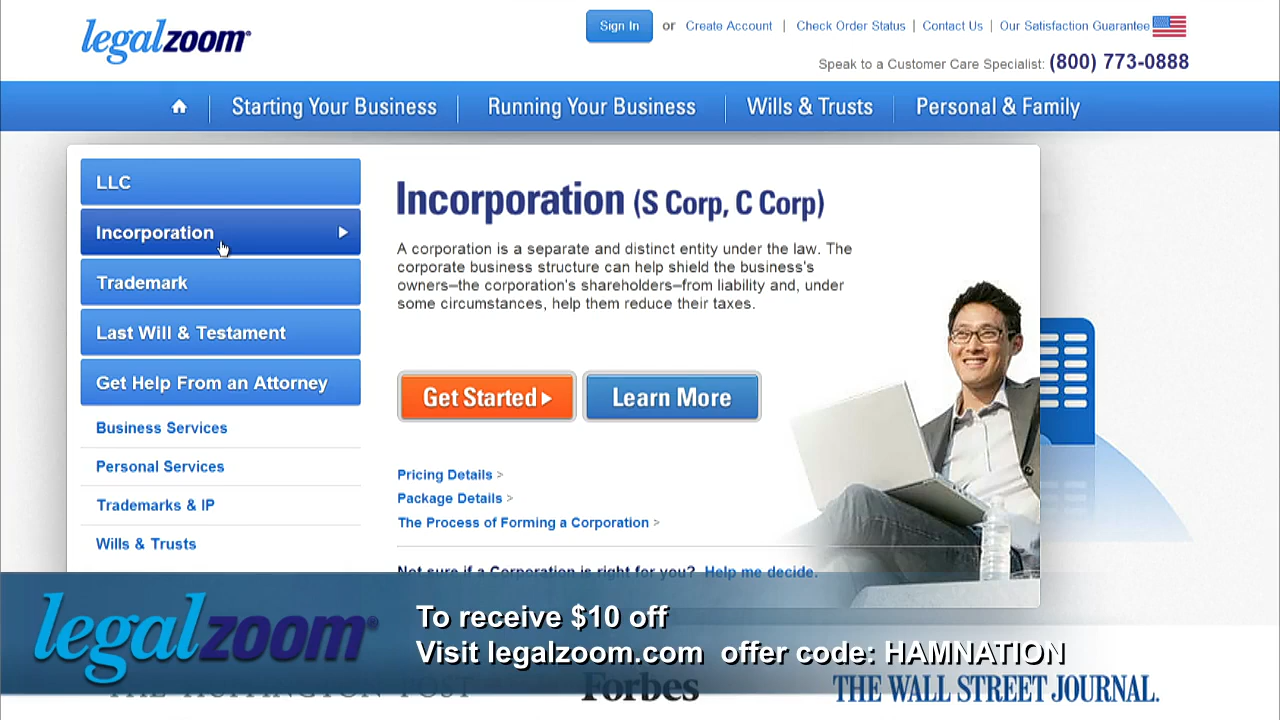 legalzoom®
Sign In or Create Account | Check Order Status | Contact Us | Our Satisfaction Guarantee
Speak to a Customer Care Specialist: (800) 773-0888
Starting Your Business Running Your Business Wills & Trusts Personal & Family
LLC
Incorporation
Trademark
Last Will & Testament
Get Help From an Attorney
Business Services
Personal Services
Trademarks & IP
Wills & Trusts
Incorporation (S Corp, C Corp)
A corporation is a separate and distinct entity under the law. The
corporate business structure can help shield the business's
owners–the corporation's shareholders–from liability and, under
some circumstances, help them reduce their taxes.
Get Started Learn More
Pricing Details >
Package Details >
The Process of Forming a Corporation >
Not sure if a Corporation is right for you? Help me decide.
legalzoom®
To receive $10 off
Visit legalzoom.com offer code: HAMNATION
THE HUFFINGTON POST Forbes THE WALL STREET JOURNAL.